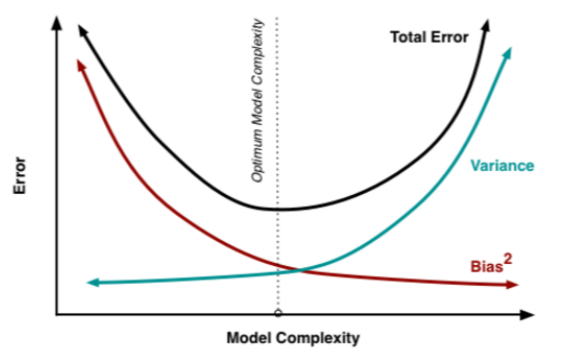 Total Error
Optimum Model Complexity
Variance
Error
Bias²
Model Complexity